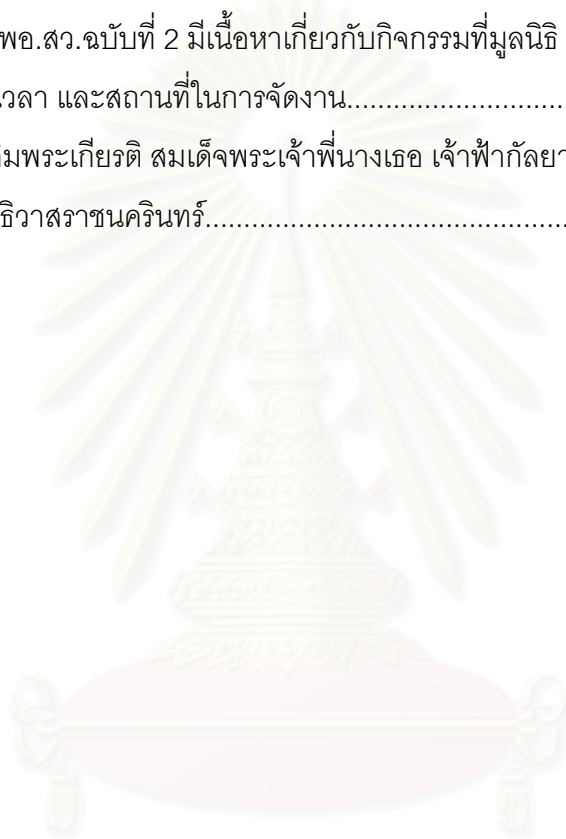 พอ.สว.ฉบับที่ 2 มีเนื้อหาเกี่ยวกับกิจกรรมที่มูลนิธิ
เวลา และสถานที่ในการจัดงาน............................
มพระเกียรติ สมเด็จพระเจ้าพี่นางเธอ เจ้าฟ้ากัลยา
ธิวาสราชนครินทร์..............................................